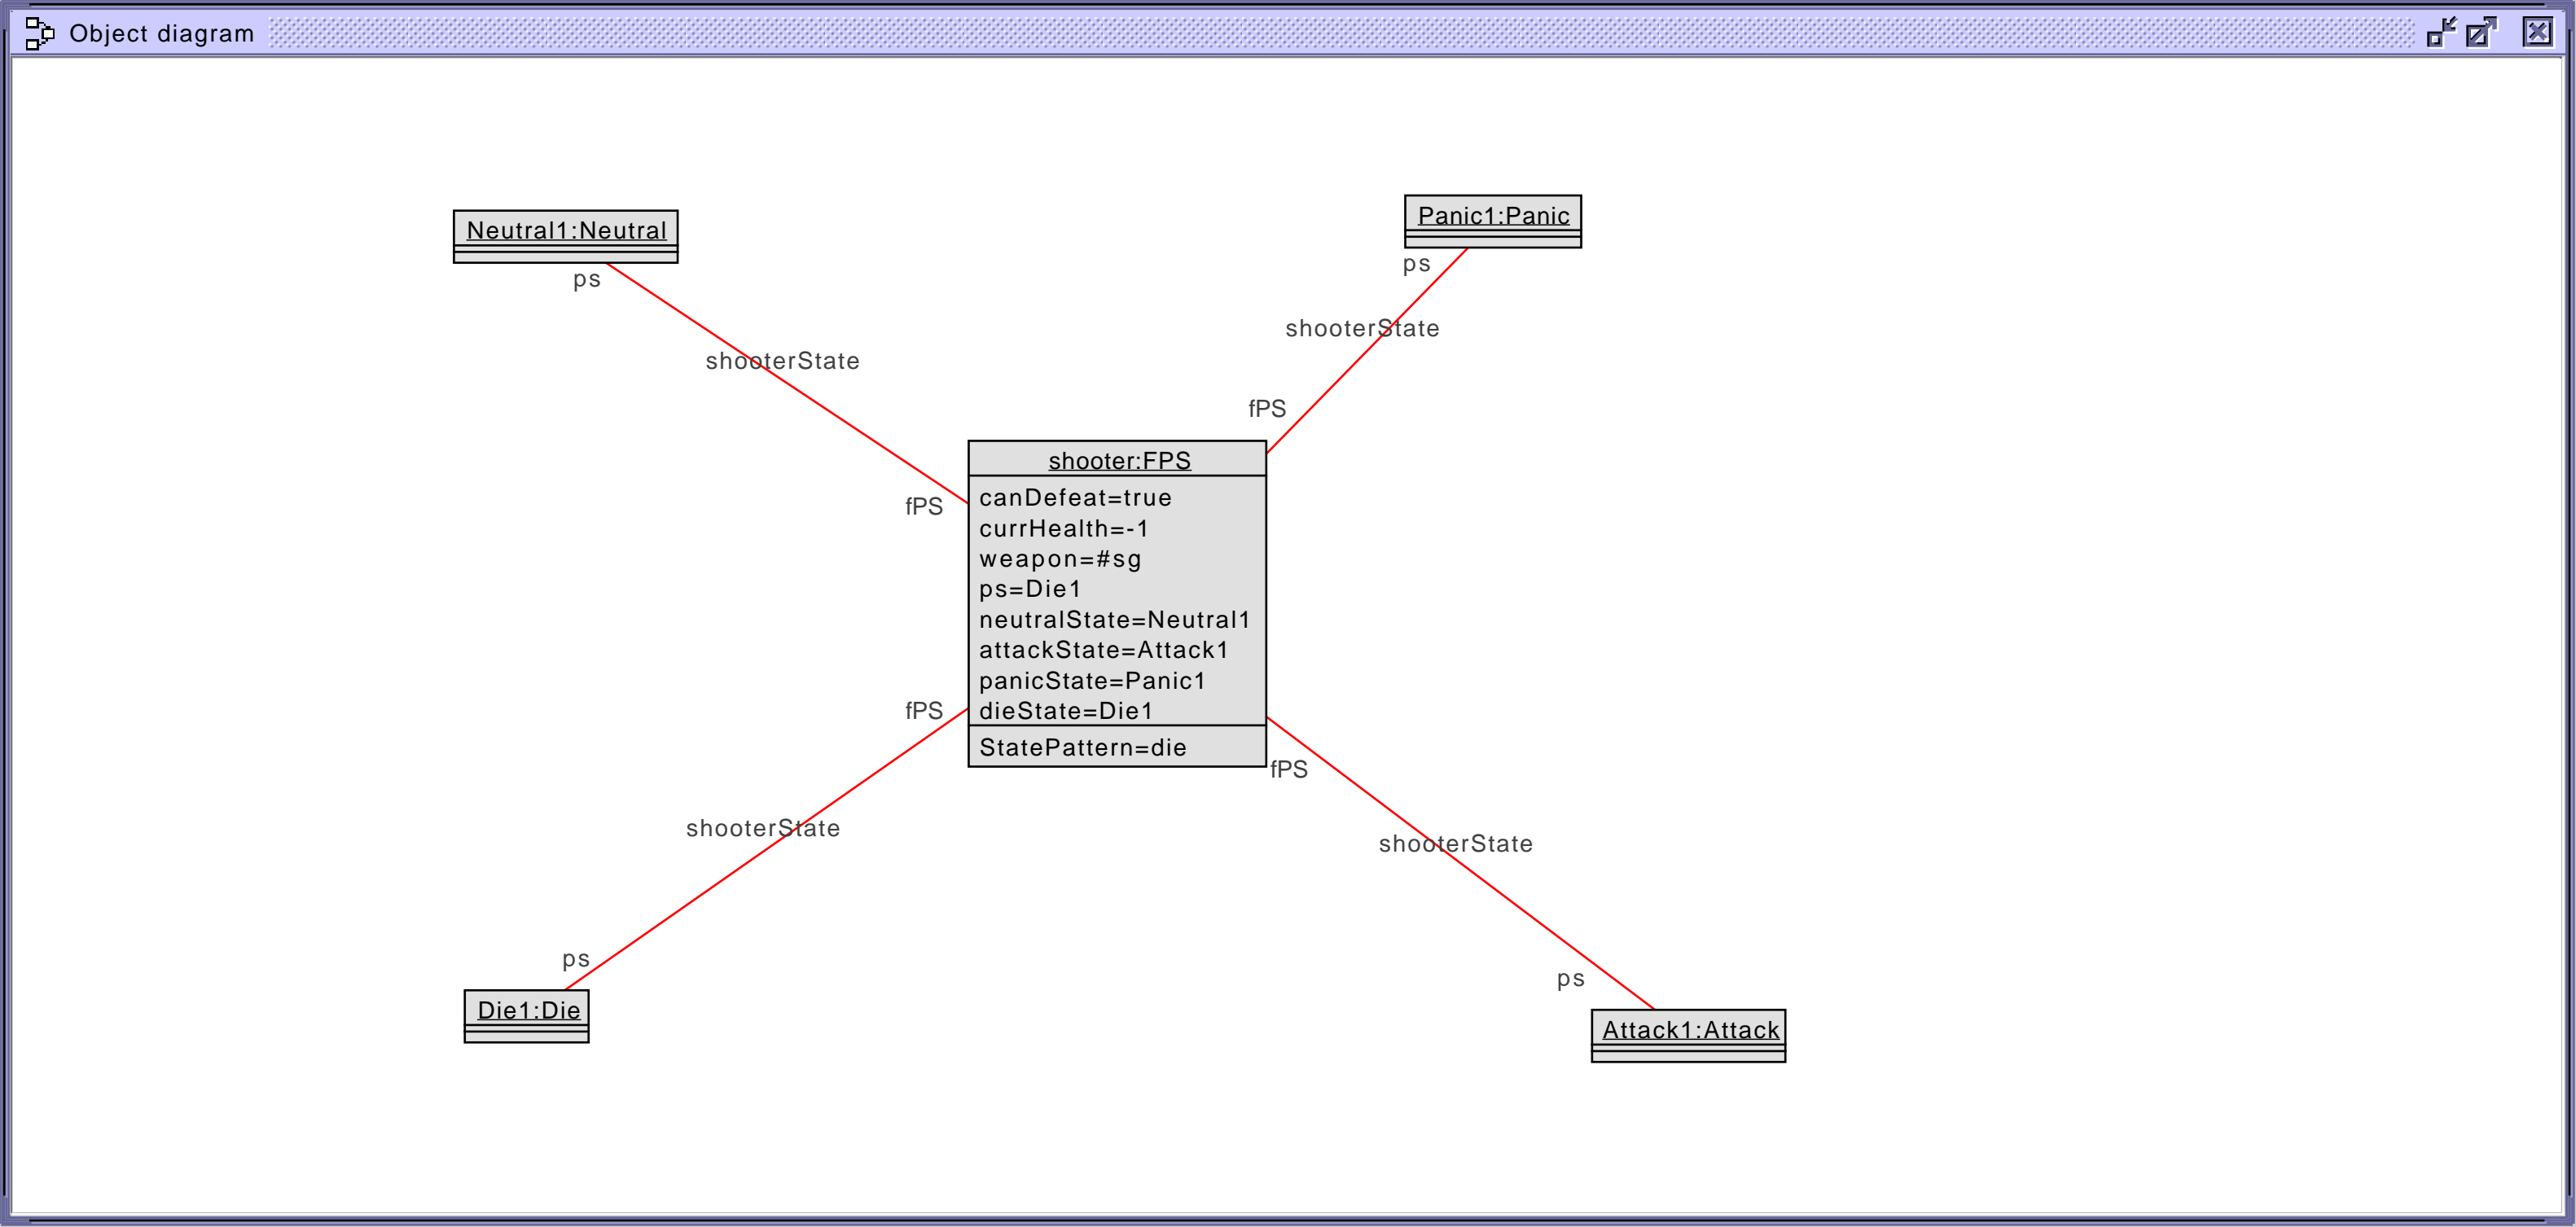 Object diagram
Neutral1:Neutral
Panic1:Panic
ps
ps
shooterState
shooterState
fPS
fPS
shooter:FPS
canDefeat=true
currHealth=-1
weapon=#sg
ps=Die1
neutralState=Neutral1
attackState=Attack1
panicState=Panic1
dieState=Die1
StatePattern=die
fPS
fPS
shooterState
shooterState
ps
ps
Die1:Die
Attack1:Attack